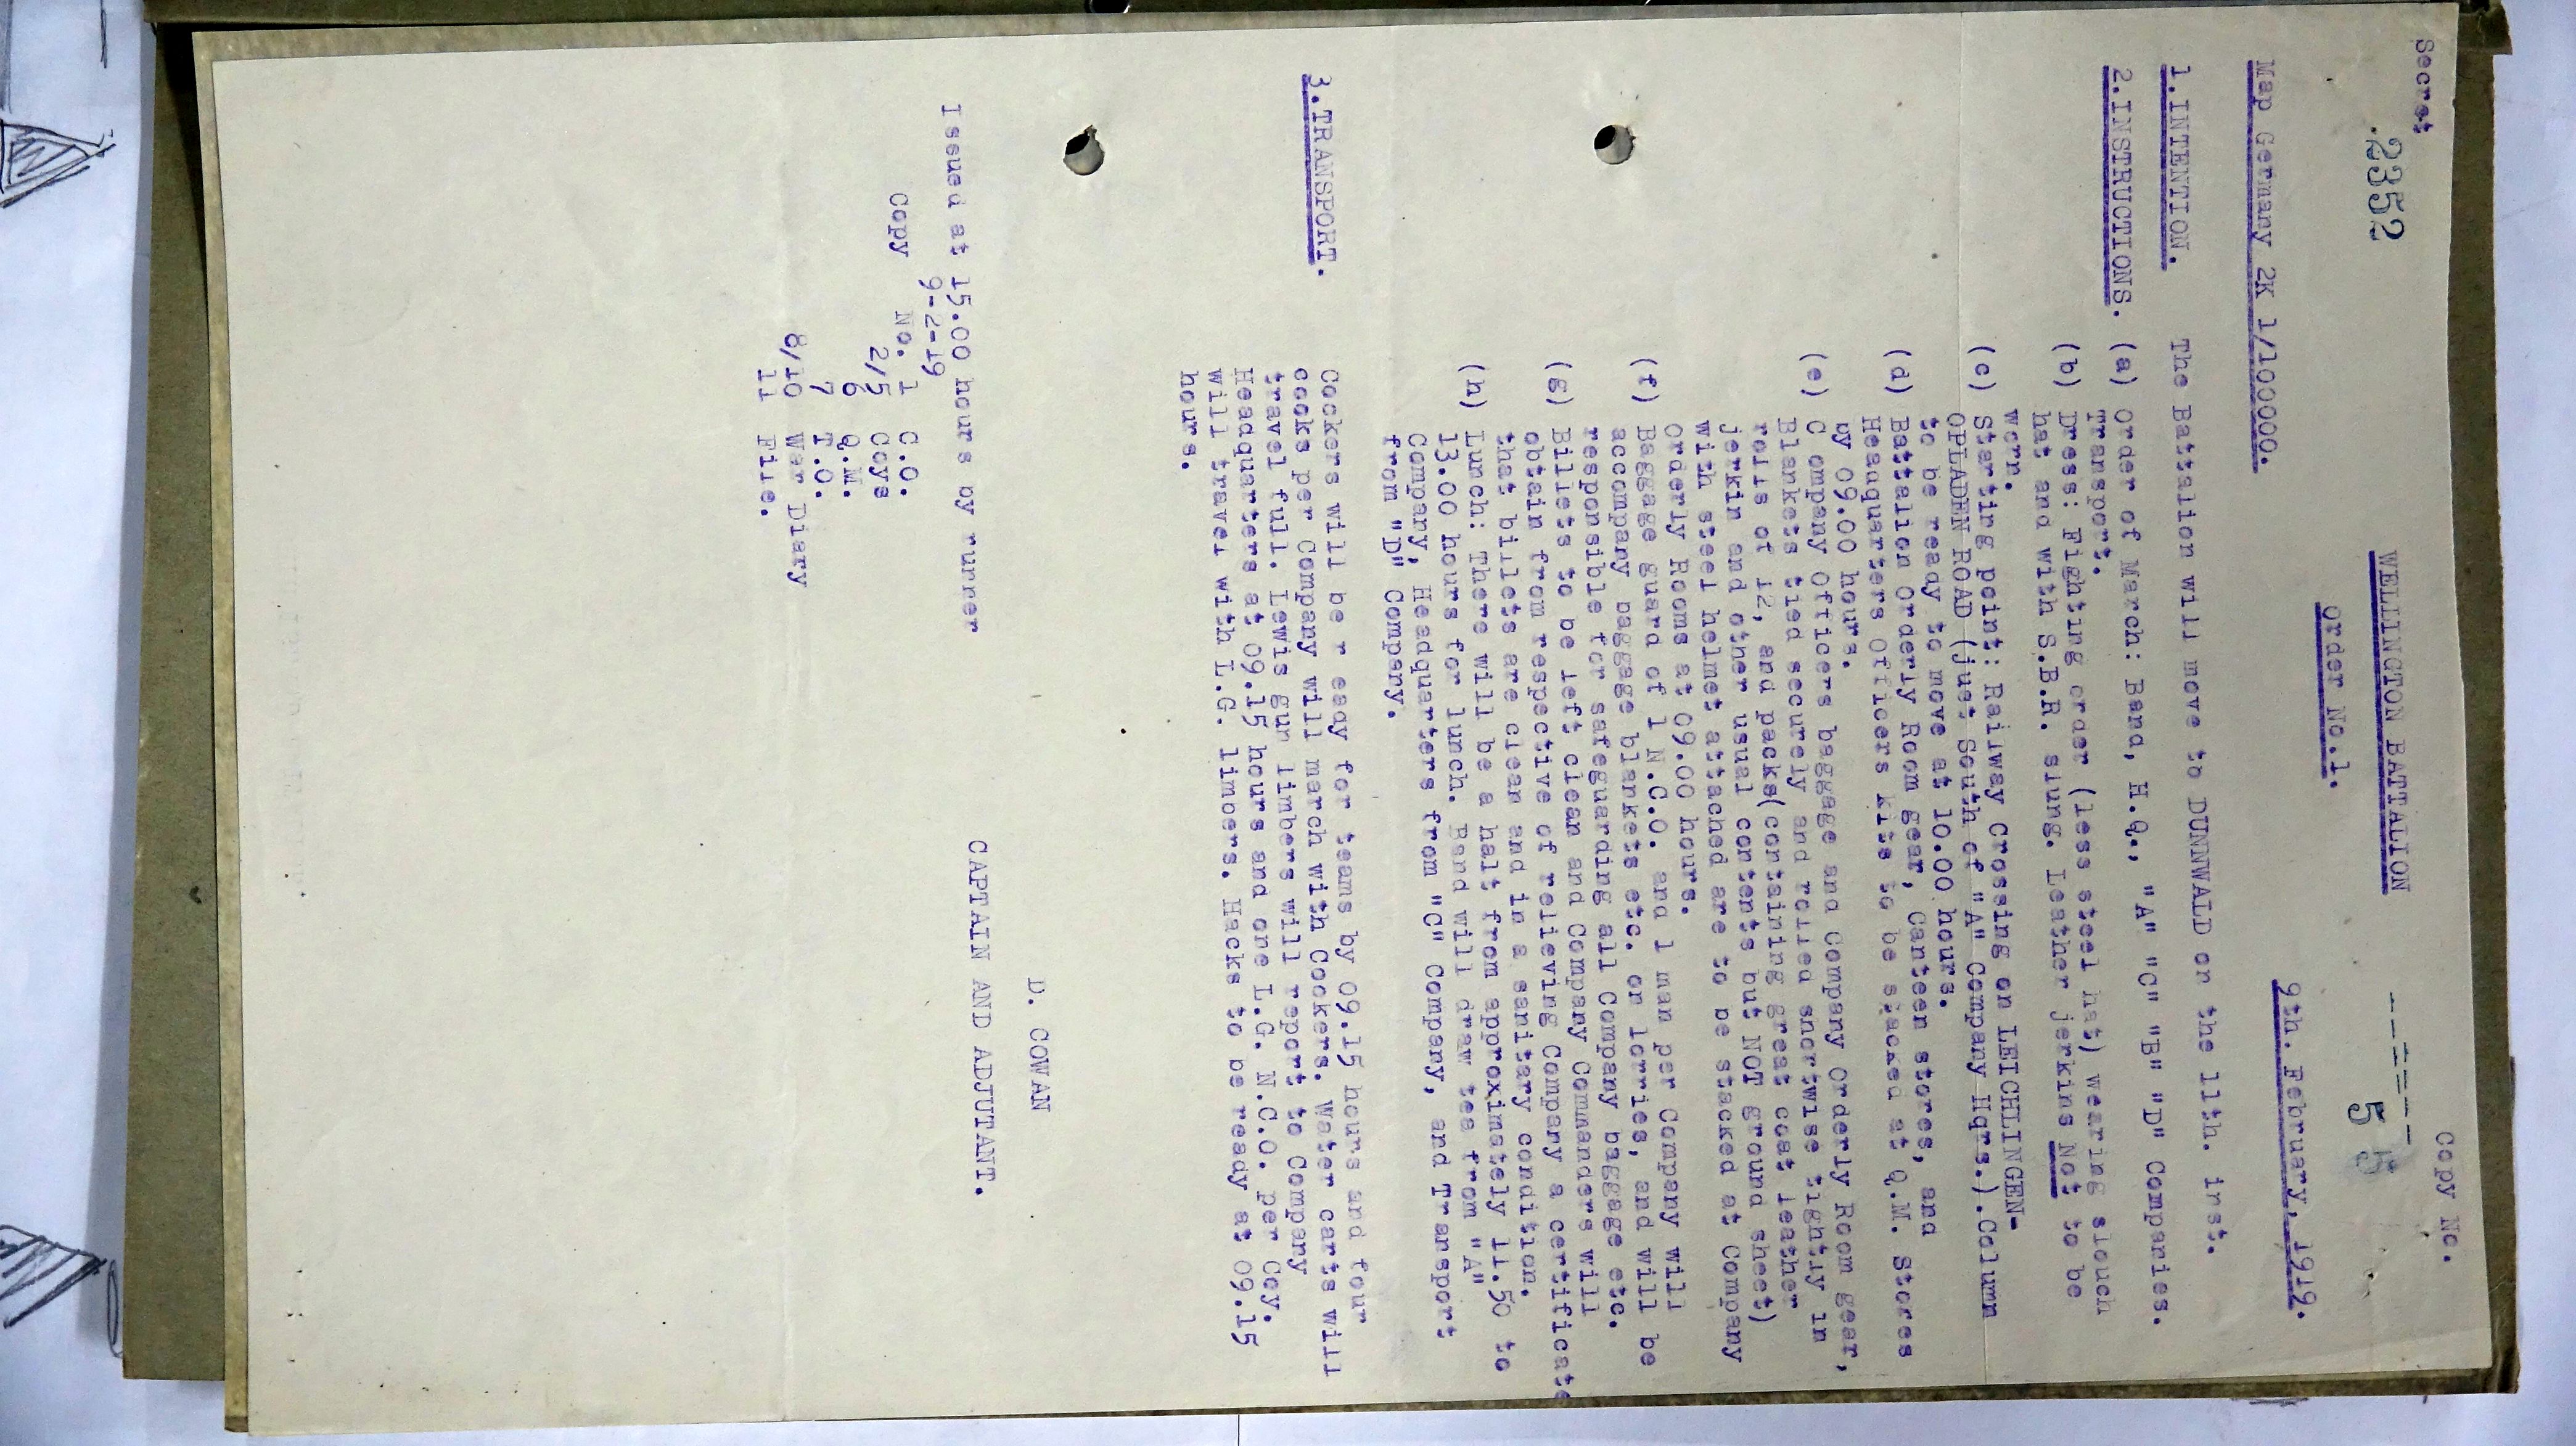 Secret
Copy No.
.2352
--==--
5 5
WELLINGTON BATTALION
Order No.1.
9th. February, 1919.
Map Germany 2K 1/10000.
1.INTENTION. The Battalion will move to DUNNWALD on the 11th. inst.
2.INSTRUCTIONS. (a) Order of March: Band, H.Q., "A" "C" "B" "D" Companies.
Transport.
(b) Dress: Fighting order (less steel hat) wearing slouch
hat and with S.B.R. slung. Leather jerkins Not to be
worn.
(c) Starting point: Railway Crossing on LEICHLINGEN-
OPLADEN ROAD (just South of "A" Company Hqrs.).Column
to be ready to move at 10.00 hours.
(d) Battalion Orderly Room gear, Canteen stores, and
Headquarters Officers kits to be stacked at Q.M. Stores
by 09.00 hours.
(e) C ompany Officers baggage and Company Orderly Room gear,
Blankets tied securely and rolled shortwise tightly in
rolls of 12, and packs(containing great coat leather
jerkin and other usual contents but NOT ground sheet)
with steel helmet attached are to be stacked at Company
Orderly Rooms at 09.00 hours.
(f) Baggage guard of 1 N.C.O. and 1 man per Company will
accompany baggage blankets etc. on lorries, and will be
responsible for safeguarding all Company baggage etc.
(g) Billets to be left clean and Company Commanders will
obtain from respective of relieving Company a certificate
that billets are clean and in a sanitary condition.
(h) Lunch: There will be a halt from approximately 11.50 to
13.00 hours for lunch. Band will draw tea from "A"
Company, Headquarters from "C" Company, and Transport
from "D" Company.
3.TRANSPORT.
Cookers will be r eady for teams by 09.15 hours and four
cooks per Company will march with Cookers. Water carts will
travel full. Lewis gun limbers will report to Company
Headquarters at 09.15 hours and one L.G. N.C.O. per Coy.
will travel with L.G. limbers. Hacks to be ready at 09.15
hours.
D. COWAN
CAPTAIN AND ADJUTANT.
Issued at 15.00 hours by runner
9-2-19
Copy No. 1 C.O.
2/5 Coys
6 Q.M.
7 T.O.
8/10 War Diary
11 File.